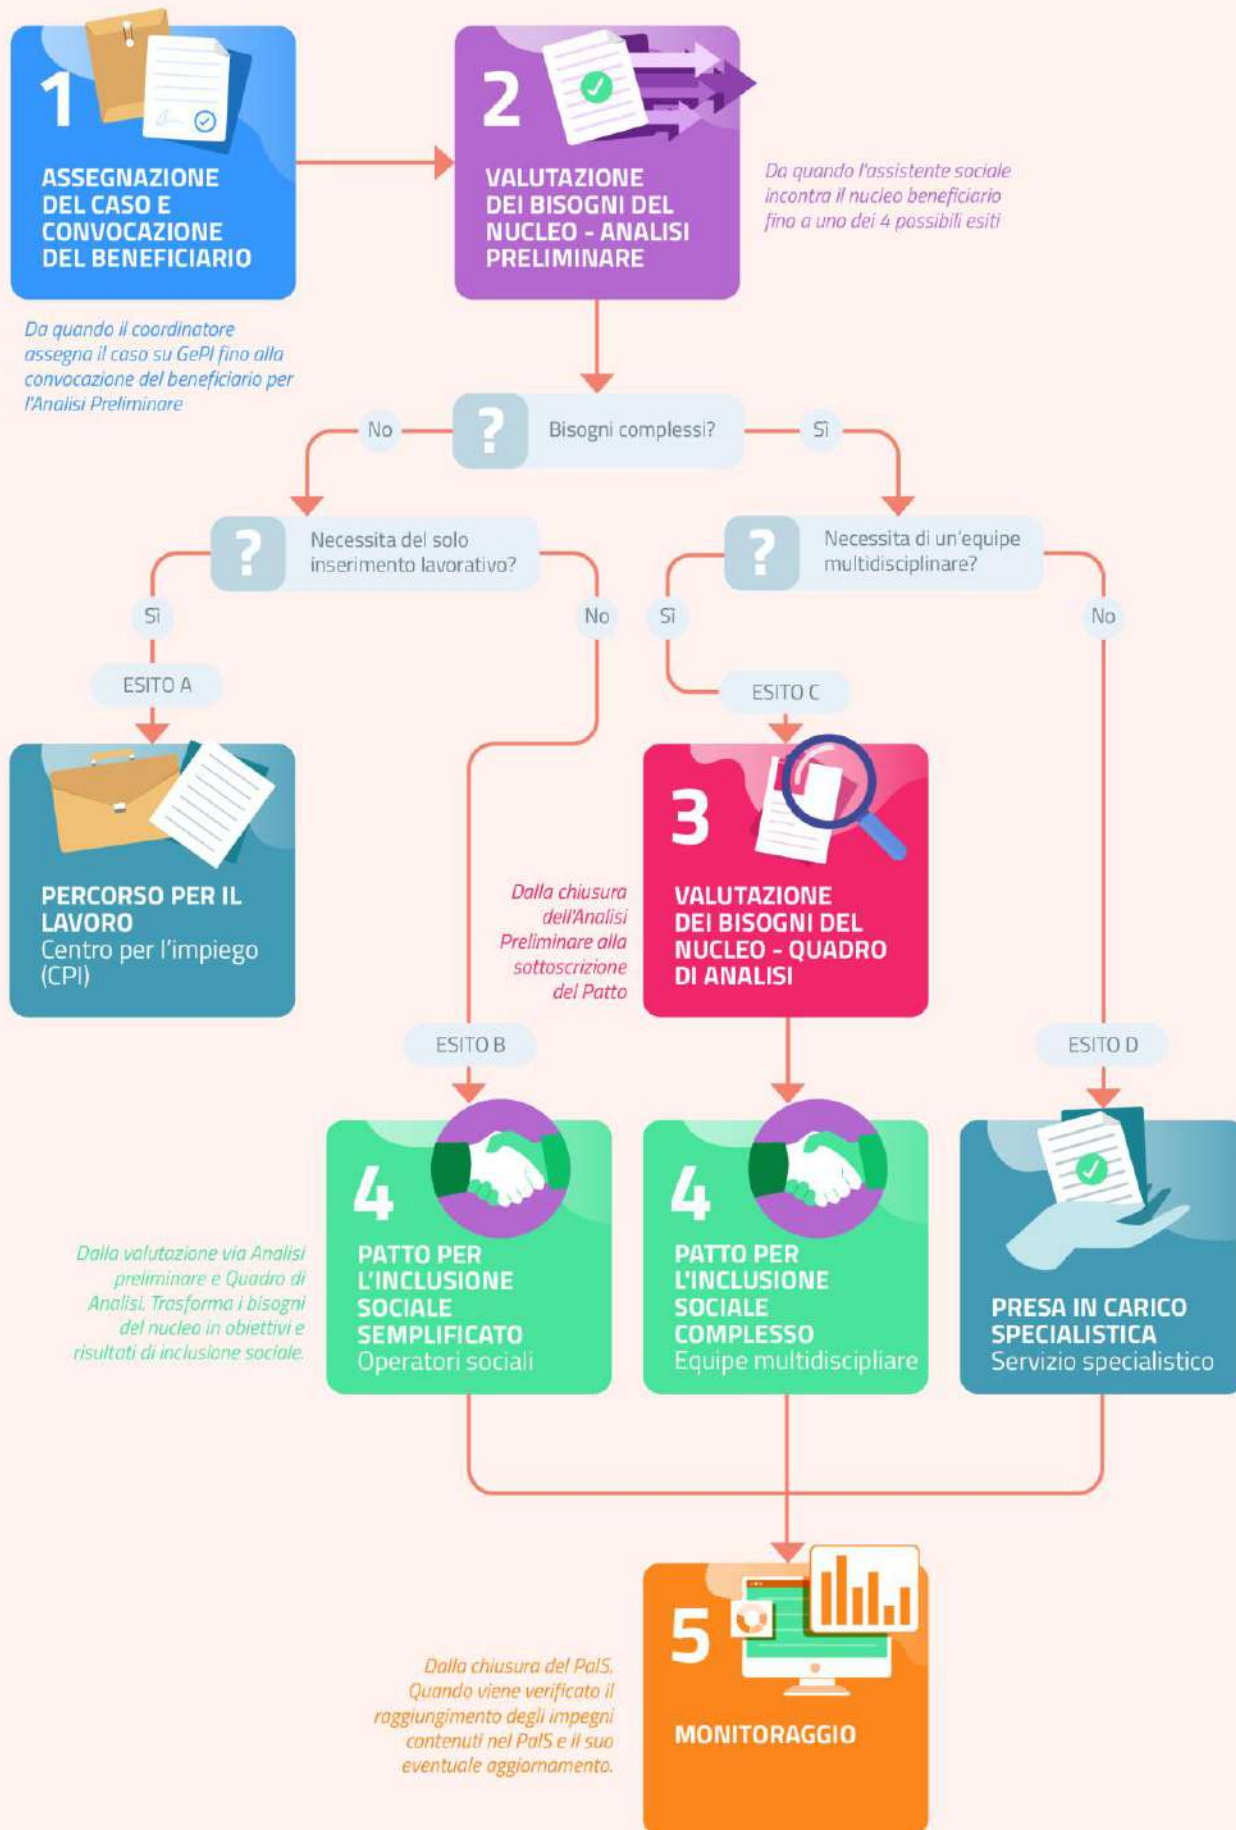 1
ASSEGNAZIONE
DEL CASO E
CONVOCAZIONE
DEL BENEFICIARIO
Da quando il coordinatore
assegna il caso su GePI fino alla
convocazione del beneficiario per
l'Analisi Preliminare
2
VALUTAZIONE
DEI BISOGNI DEL
NUCLEO - ANALISI
PRELIMINARE
Da quando l'assistente sociale
incontra il nucleo beneficiario
fino a uno dei 4 possibili esiti
No
?
Bisogni complessi?
Sì
?
Necessita del solo
inserimento lavorativo?
?
Necessita di un'equipe
multidisciplinare?
Sì
No
Sì
No
ESITO A
ESITO C
PERCORSO PER IL
LAVORO
Centro per l'impiego
(CPI)
Dalla chiusura
dell'Analisi
Preliminare alla
sottoscrizione
del Patto
3
VALUTAZIONE
DEI BISOGNI DEL
NUCLEO - QUADRO
DI ANALISI
ESITO B
ESITO D
Dalla valutazione via Analisi
preliminare e Quadro di
Analisi. Trasforma i bisogni
del nucleo in obiettivi e
risultati di inclusione sociale.
4
PATTO PER
L'INCLUSIONE
SOCIALE
SEMPLIFICATO
Operatori sociali
4
PATTO PER
L'INCLUSIONE
SOCIALE
COMPLESSO
Equipe multidiscipliare
PRESA IN CARICO
SPECIALISTICA
Servizio specialistico
Dalla chiusura del PaIS.
Quando viene verificato il
raggiungimento degli impegni
contenuti nel PaIS e il suo
eventuale aggiornamento.
5
MONITORAGGIO